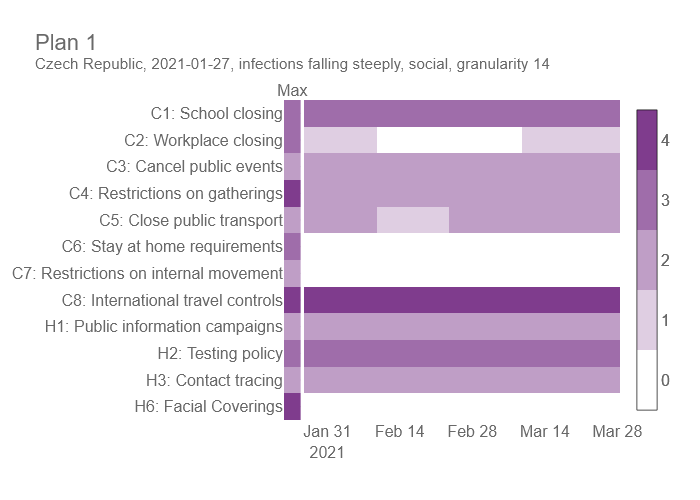 Plan 1
Czech Republic, 2021-01-27, infections falling steeply, social, granularity 14
Max
C1: School closing
C2: Workplace closing
C3: Cancel public events
C4: Restrictions on gatherings
C5: Close public transport
C6: Stay at home requirements
C7: Restrictions on internal movement
C8: International travel controls
H1: Public information campaigns
H2: Testing policy
H3: Contact tracing
H6: Facial Coverings
Jan 31 Feb 14 Feb 28 Mar 14 Mar 28
2021
4
3
2
1
0